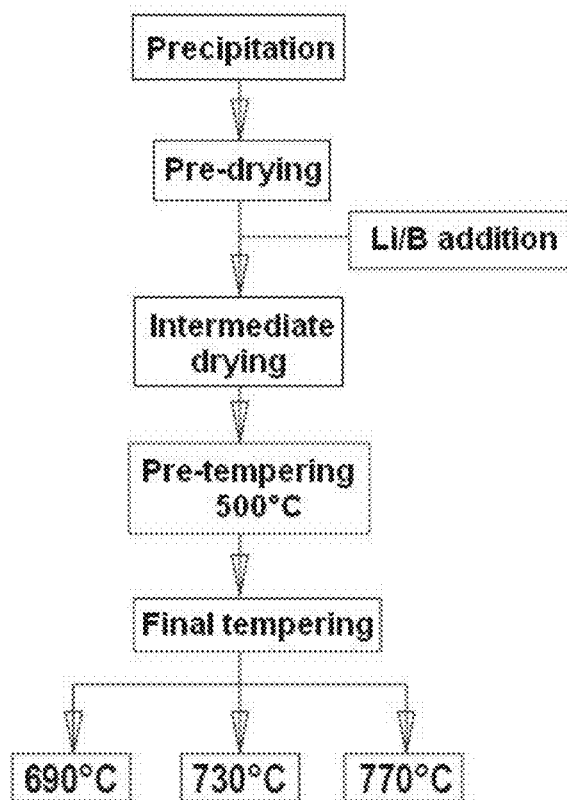 Precipitation
Pre-drying
Li/B addition
Intermediate
drying
Pre-tempering
500°C
Final tempering
690°C
730°C
770°C